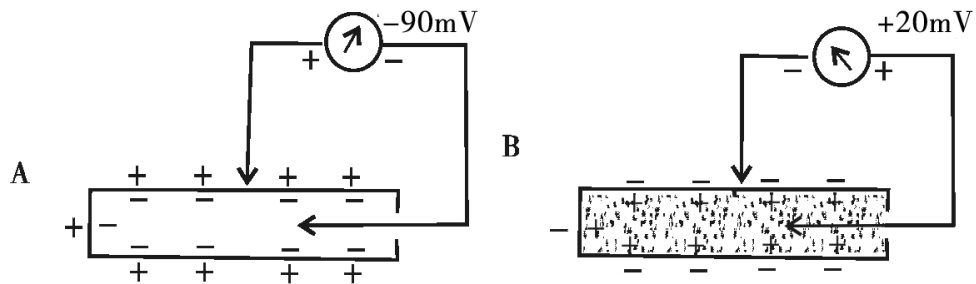 −90mV
+ −
A
+ + + +
− − − −
+ −
− − − −
+ + + +
+20mV
− +
B
− − − −
+ + + +
− +
+ + + +
− − − −